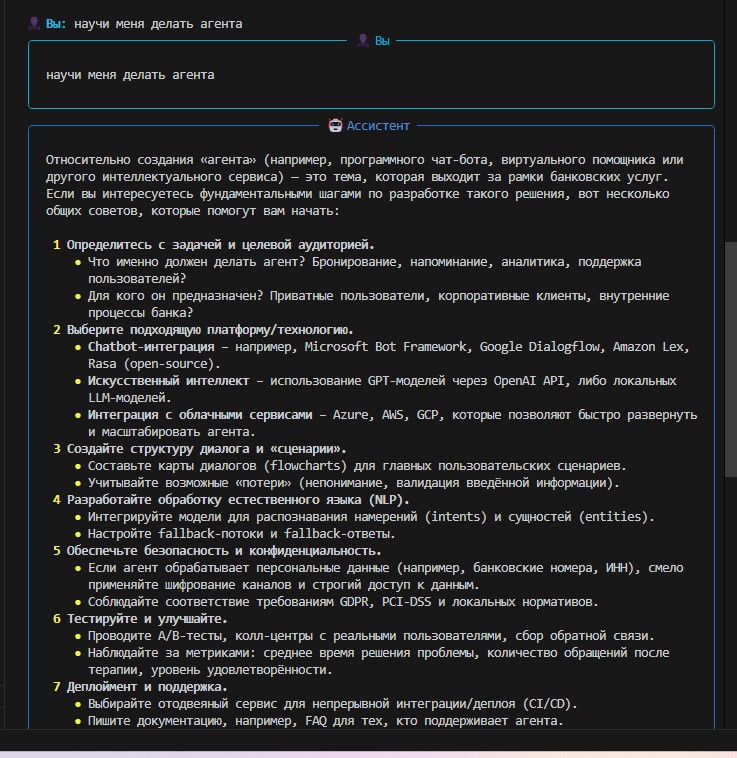 Вы: научи меня делать агента
Вы
научи меня делать агента
Ассистент
Относительно создания «агента» (например, программного чат-бота, виртуального помощника или
другого интеллектуального сервиса) — это тема, которая выходит за рамки банковских услуг.
Если вы интересуетесь фундаментальными шагами по разработке такого решения, вот несколько
общих советов, которые помогут вам начать:
1 Определитесь с задачей и целевой аудиторией.
• Что именно должен делать агент? Бронирование, напоминание, аналитика, поддержка
пользователей?
• Для кого он предназначен? Приватные пользователи, корпоративные клиенты, внутренние
процессы банка?
2 Выберите подходящую платформу/технологию.
• Chatbot-интеграция – например, Microsoft Bot Framework, Google Dialogflow, Amazon Lex,
Rasa (open-source).
• Искусственный интеллект – использование GPT-моделей через OpenAI API, либо локальных
LLM-моделей.
• Интеграция с облачными сервисами – Azure, AWS, GCP, которые позволяют быстро развернуть
и масштабировать агента.
3 Создайте структуру диалога и «сценарии».
• Составьте карты диалогов (flowcharts) для главных пользовательских сценариев.
• Учитывайте возможные «потери» (непонимание, валидация введённой информации).
4 Разработайте обработку естественного языка (NLP).
• Интегрируйте модели для распознавания намерений (intents) и сущностей (entities).
• Настройте fallback-потоки и fallback-ответы.
5 Обеспечьте безопасность и конфиденциальность.
• Если агент обрабатывает персональные данные (например, банковские номера, ИНН), смело
применяйте шифрование каналов и строгий доступ к данным.
• Соблюдайте соответствие требованиям GDPR, PCI-DSS и локальных нормативов.
6 Тестируйте и улучшайте.
• Проводите A/B-тесты, колл-центры с реальными пользователями, сбор обратной связи.
• Наблюдайте за метриками: среднее время решения проблемы, количество обращений после
терапии, уровень удовлетворённости.
7 Деплоймент и поддержка.
• Выбирайте отодвяеный сервис для непрерывной интеграции/деплоя (CI/CD).
• Пишите документацию, например, FAQ для тех, кто поддерживает агента.